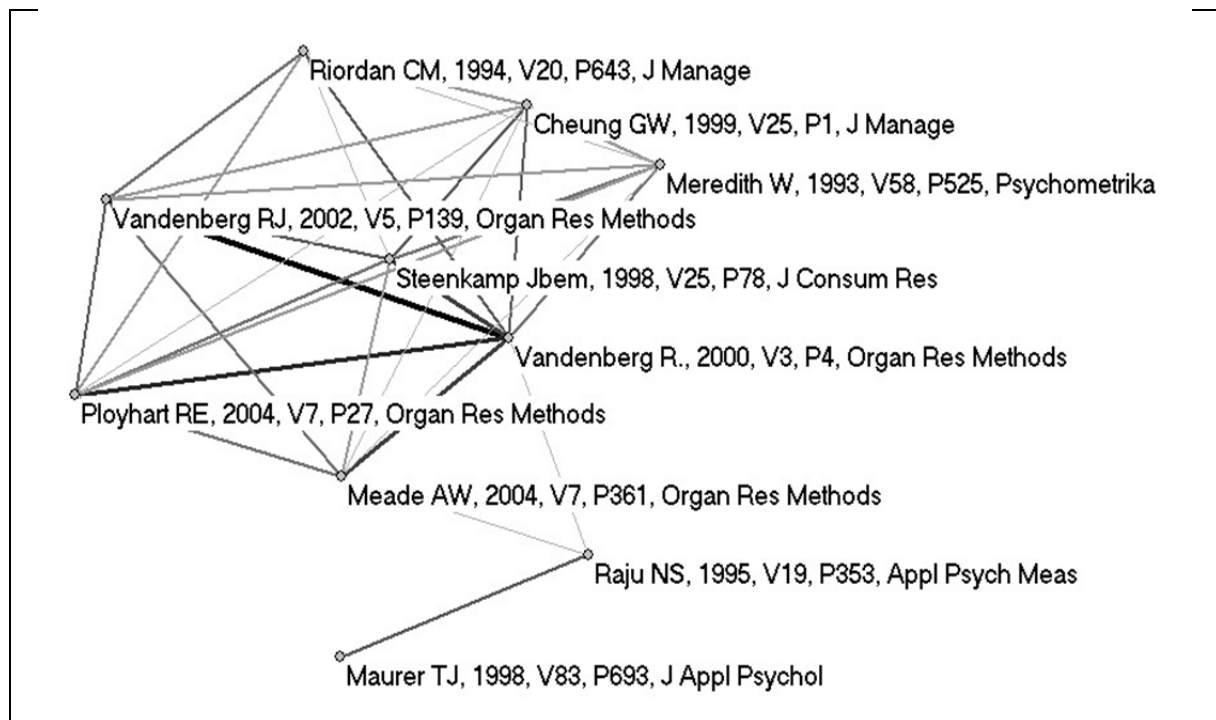 Riordan CM, 1994, V20, P643, J Manage
Cheung GW, 1999, V25, P1, J Manage
Meredith W, 1993, V58, P525, Psychometrika
Vandenberg RJ, 2002, V5, P139, Organ Res Methods
Steenkamp Jbem, 1998, V25, P78, J Consum Res
Vandenberg R., 2000, V3, P4, Organ Res Methods
Ployhart RE, 2004, V7, P27, Organ Res Methods
Meade AW, 2004, V7, P361, Organ Res Methods
Raju NS, 1995, V19, P353, Appl Psych Meas
Maurer TJ, 1998, V83, P693, J Appl Psychol